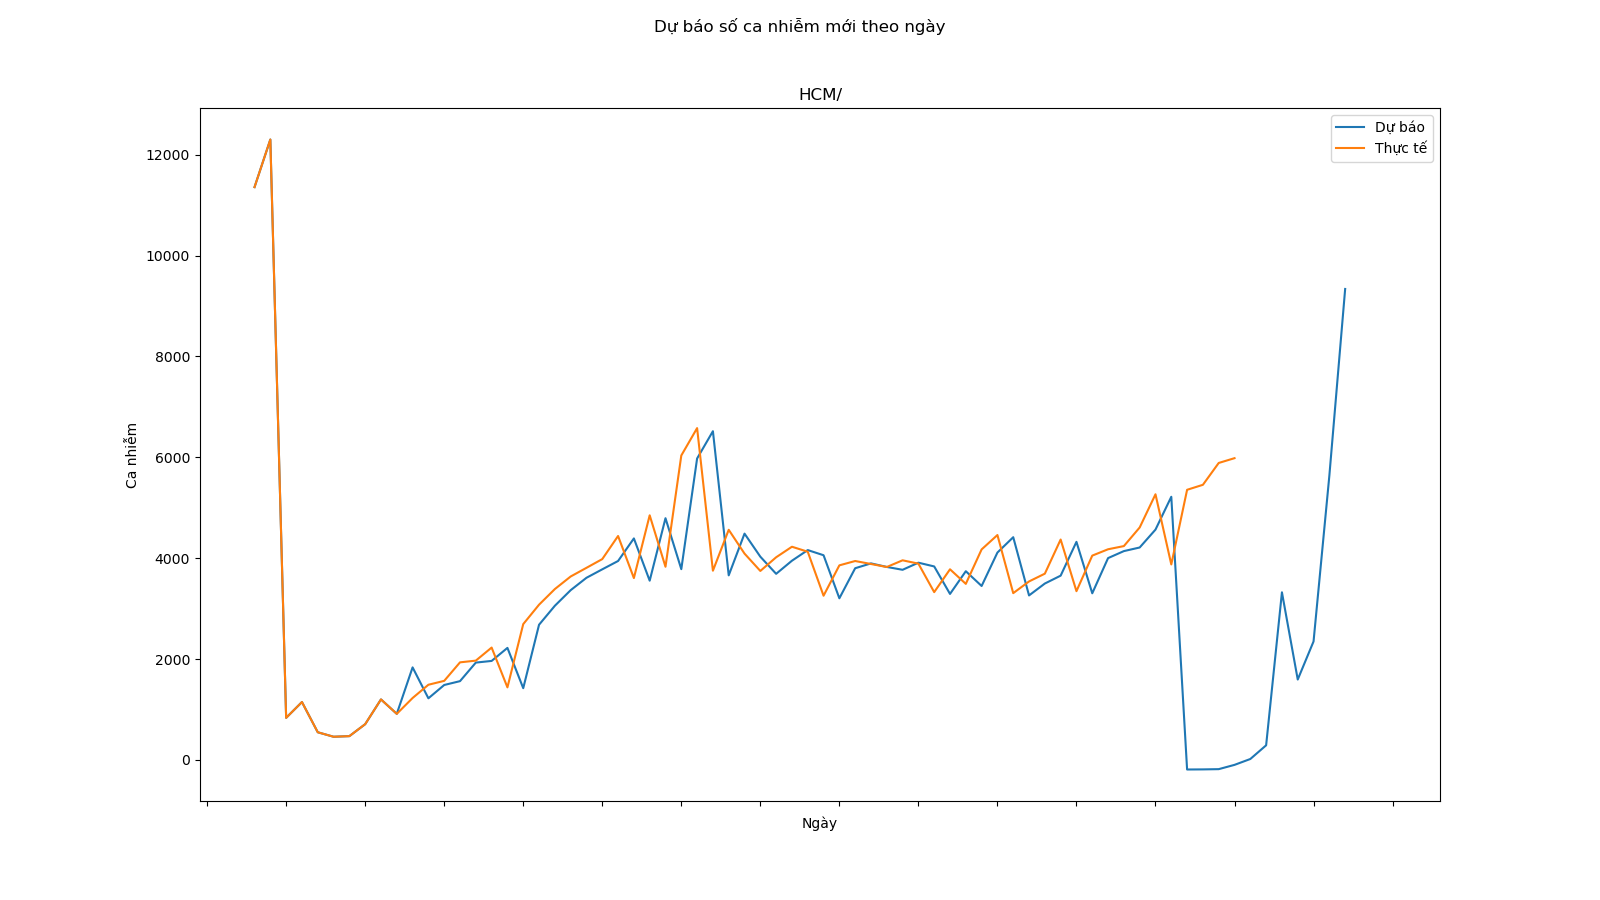 Dự báo số ca nhiễm mới theo ngày
HCM/
Dự báo
Thực tế
12000
10000
8000
6000
4000
2000
0
Ca nhiễm
Ngày